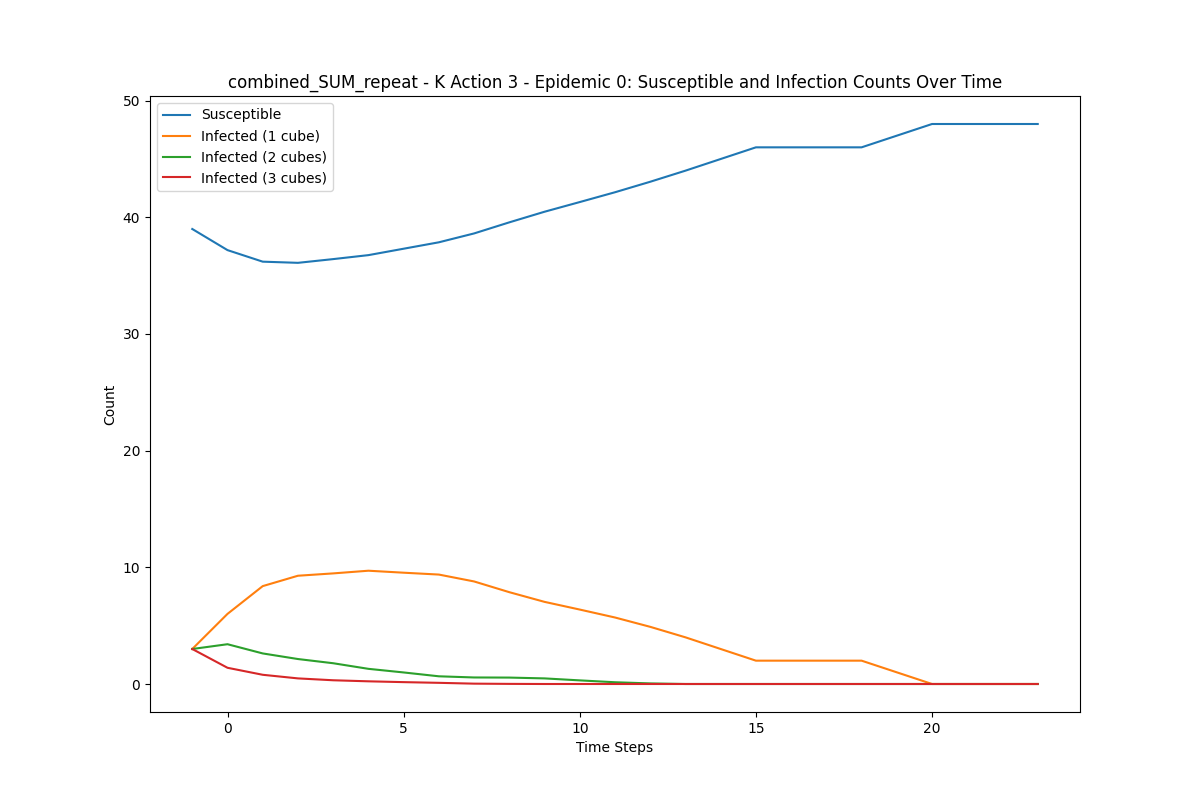 combined_SUM_repeat - K Action 3 - Epidemic 0: Susceptible and Infection Counts Over Time
Susceptible
Infected (1 cube)
Infected (2 cubes)
Infected (3 cubes)
50
40
30
20
10
0
Count
0 5 10 15 20
Time Steps